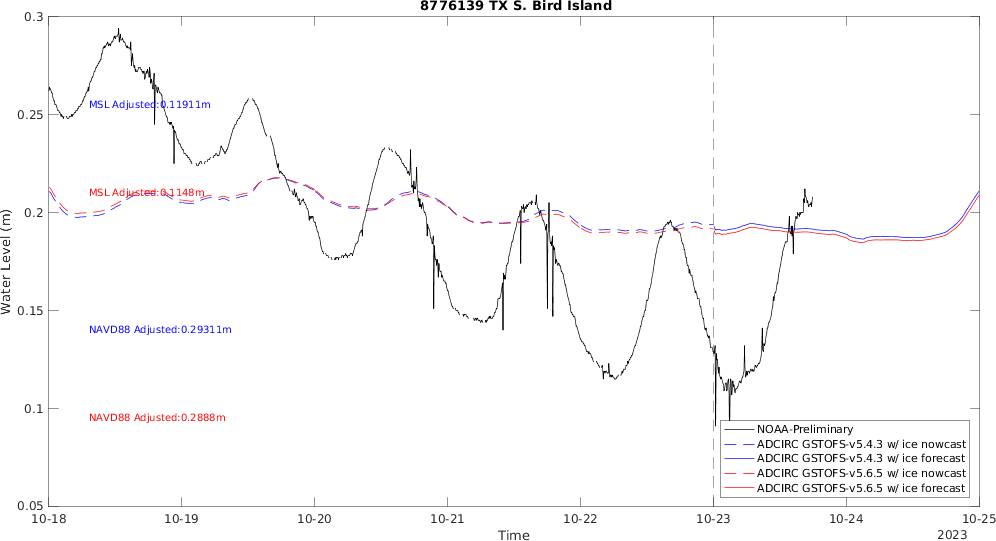 8776139 TX S. Bird Island
Water Level (m)
0.3
0.25
0.2
0.15
0.1
0.05
MSL Adjusted:0.11911m
MSL Adjusted:0.1148m
NAVD88 Adjusted:0.29311m
NAVD88 Adjusted:0.2888m
NOAA-Preliminary
ADCIRC GSTOFS-v5.4.3 w/ ice nowcast
ADCIRC GSTOFS-v5.4.3 w/ ice forecast
ADCIRC GSTOFS-v5.6.5 w/ ice nowcast
ADCIRC GSTOFS-v5.6.5 w/ ice forecast
10-18 10-19 10-20 10-21 10-22 10-23 10-24 10-25
Time
2023